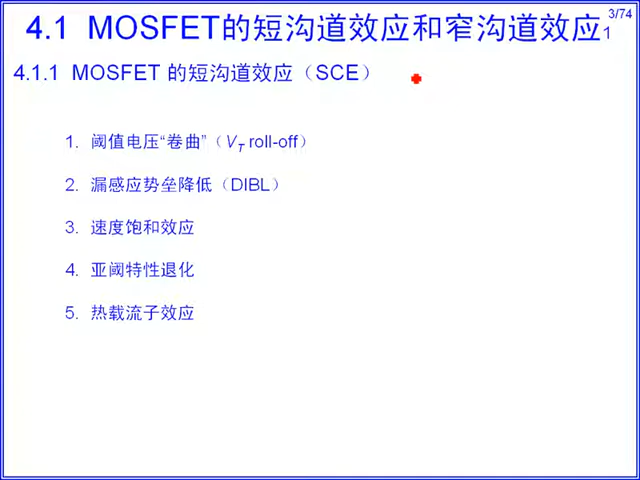 3/74
4.1 MOSFET的短沟道效应和窄沟道效应1
4.1.1 MOSFET 的短沟道效应（SCE）
1. 阈值电压“卷曲”（VT roll-off）
2. 漏感应势垒降低（DIBL）
3. 速度饱和效应
4. 亚阈特性退化
5. 热载流子效应